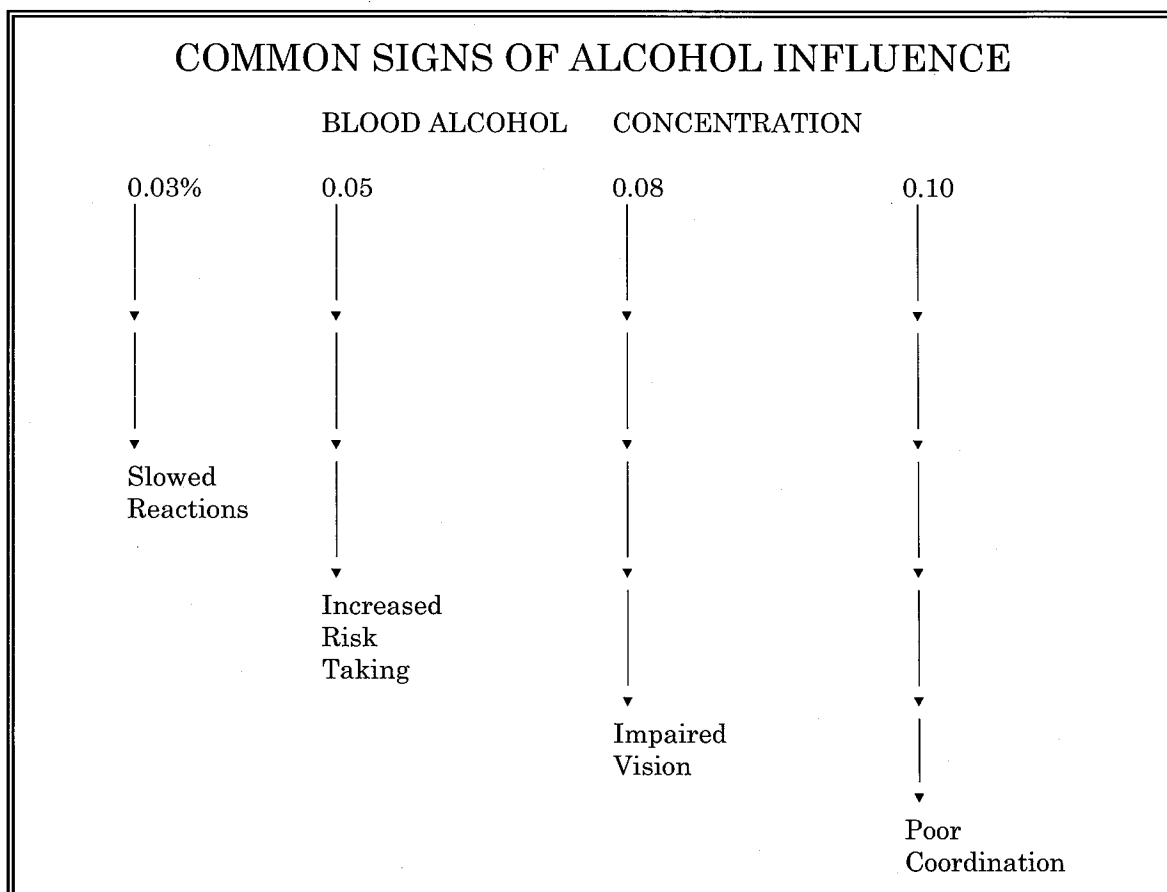 COMMON SIGNS OF ALCOHOL INFLUENCE
BLOOD ALCOHOL CONCENTRATION
0.03% 0.05 0.08 0.10
Slowed
Reactions
Increased
Risk
Taking
Impaired
Vision
Poor
Coordination